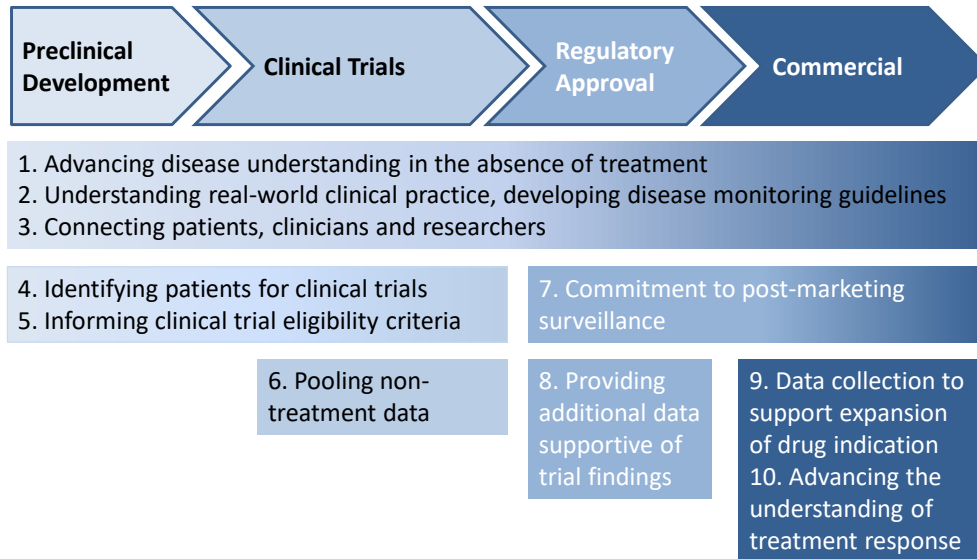 Preclinical
Development
Clinical Trials
Regulatory
Approval
Commercial
1. Advancing disease understanding in the absence of treatment
2. Understanding real-world clinical practice, developing disease monitoring guidelines
3. Connecting patients, clinicians and researchers
4. Identifying patients for clinical trials
5. Informing clinical trial eligibility criteria
7. Commitment to post-marketing
surveillance
6. Pooling non-
treatment data
8. Providing
additional data
supportive of
trial findings
9. Data collection to
support expansion
of drug indication
10. Advancing the
understanding of
treatment response